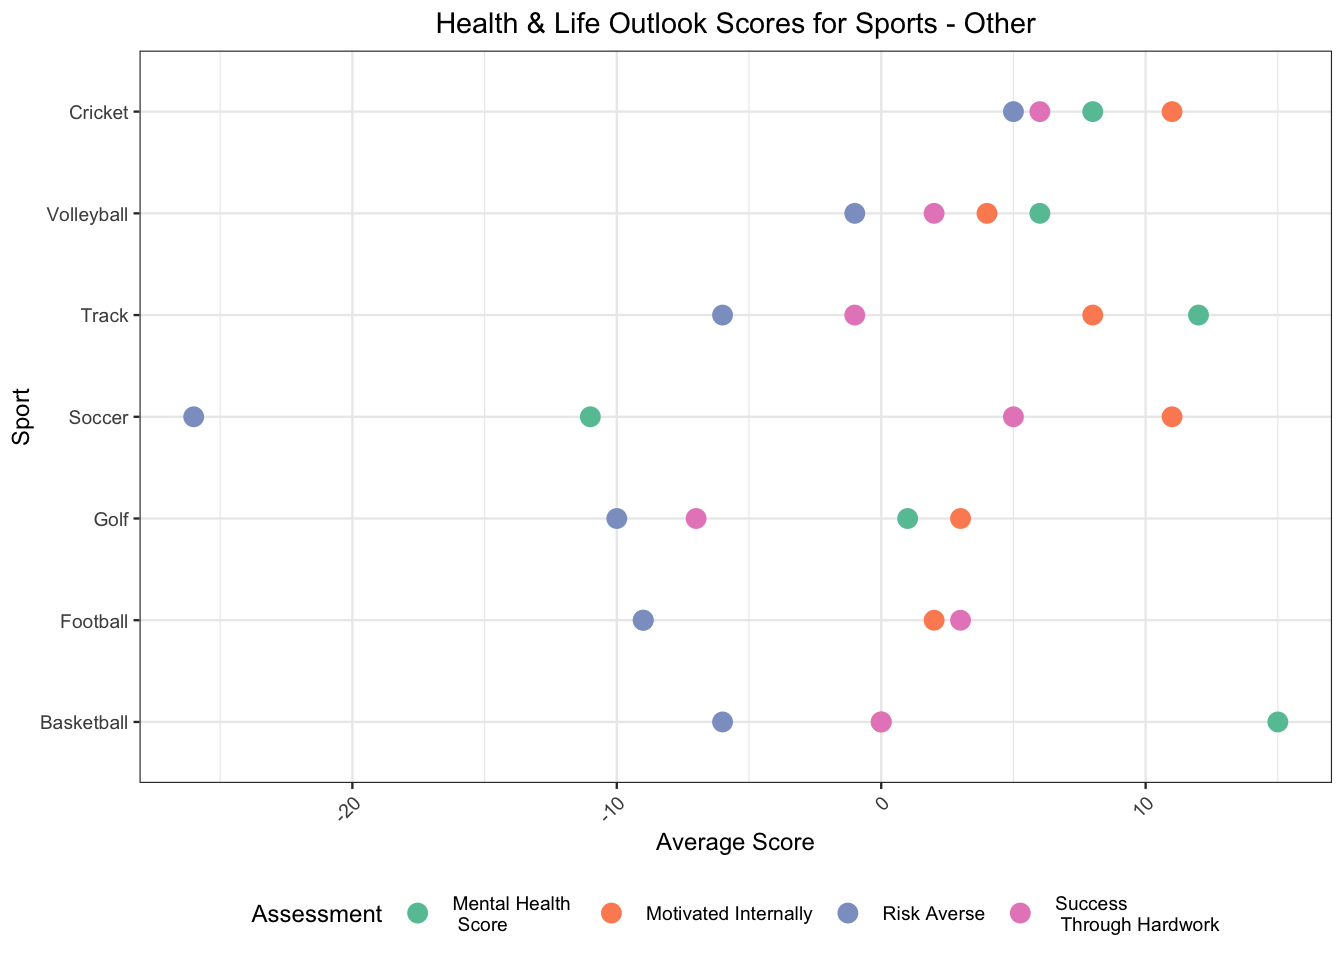 Health & Life Outlook Scores for Sports - Other
Sport
Cricket
Volleyball
Track
Soccer
Golf
Football
Basketball
-20
-10
0
10
Average Score
Assessment
Mental Health
Score
Motivated Internally
Risk Averse
Success
Through Hardwork